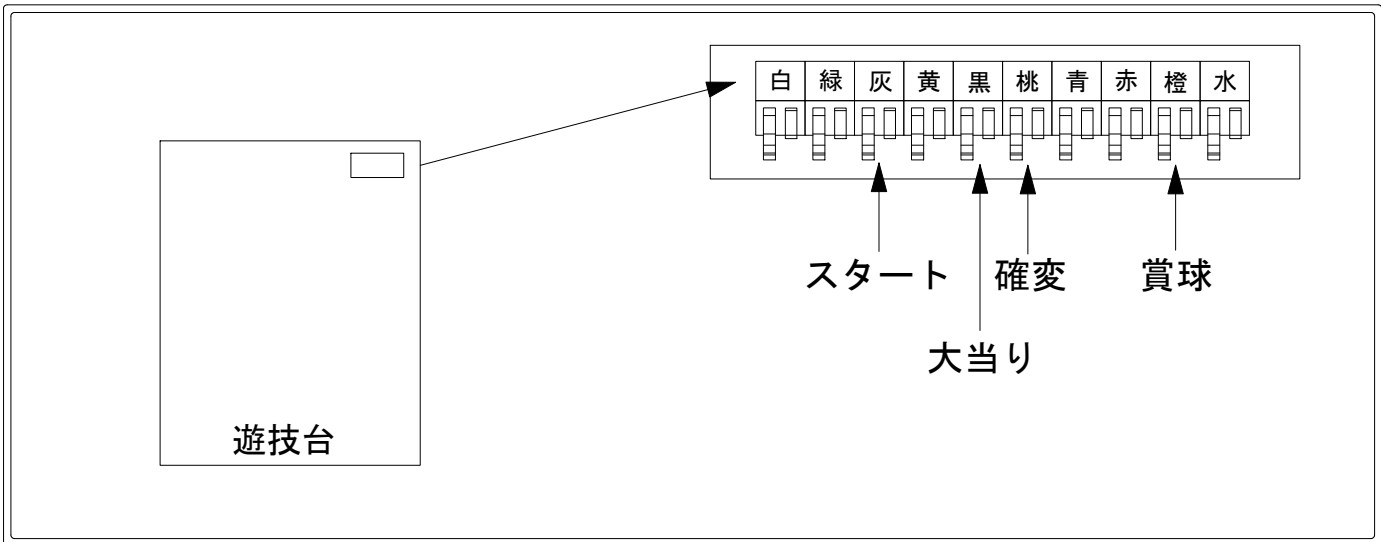 白 緑 灰 黄 黒 桃 青 赤 橙 水
スタート 確変 賞球
大当り
遊技台